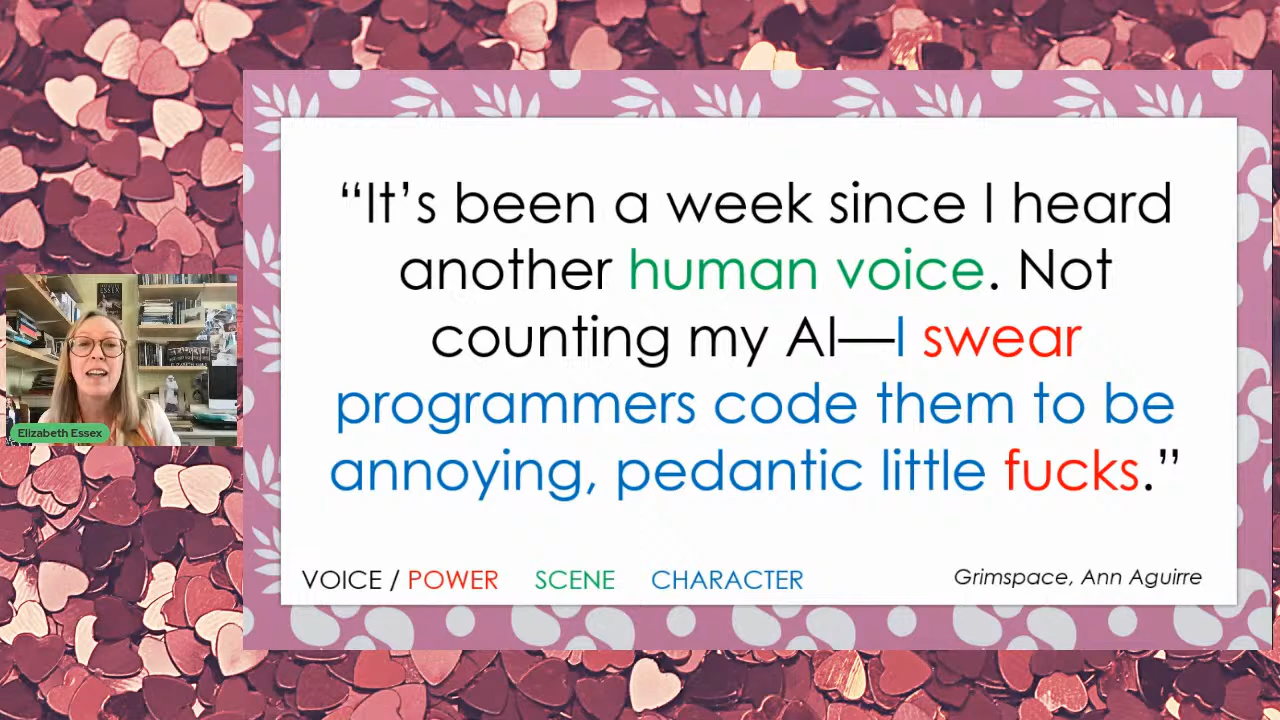 “It’s been a week since I heard
another human voice. Not
counting my AI—I swear
programmers code them to be
annoying, pedantic little fucks.”
VOICE / POWER SCENE CHARACTER
Grimspace, Ann Aguirre
ESSEX
Elizabeth Essex